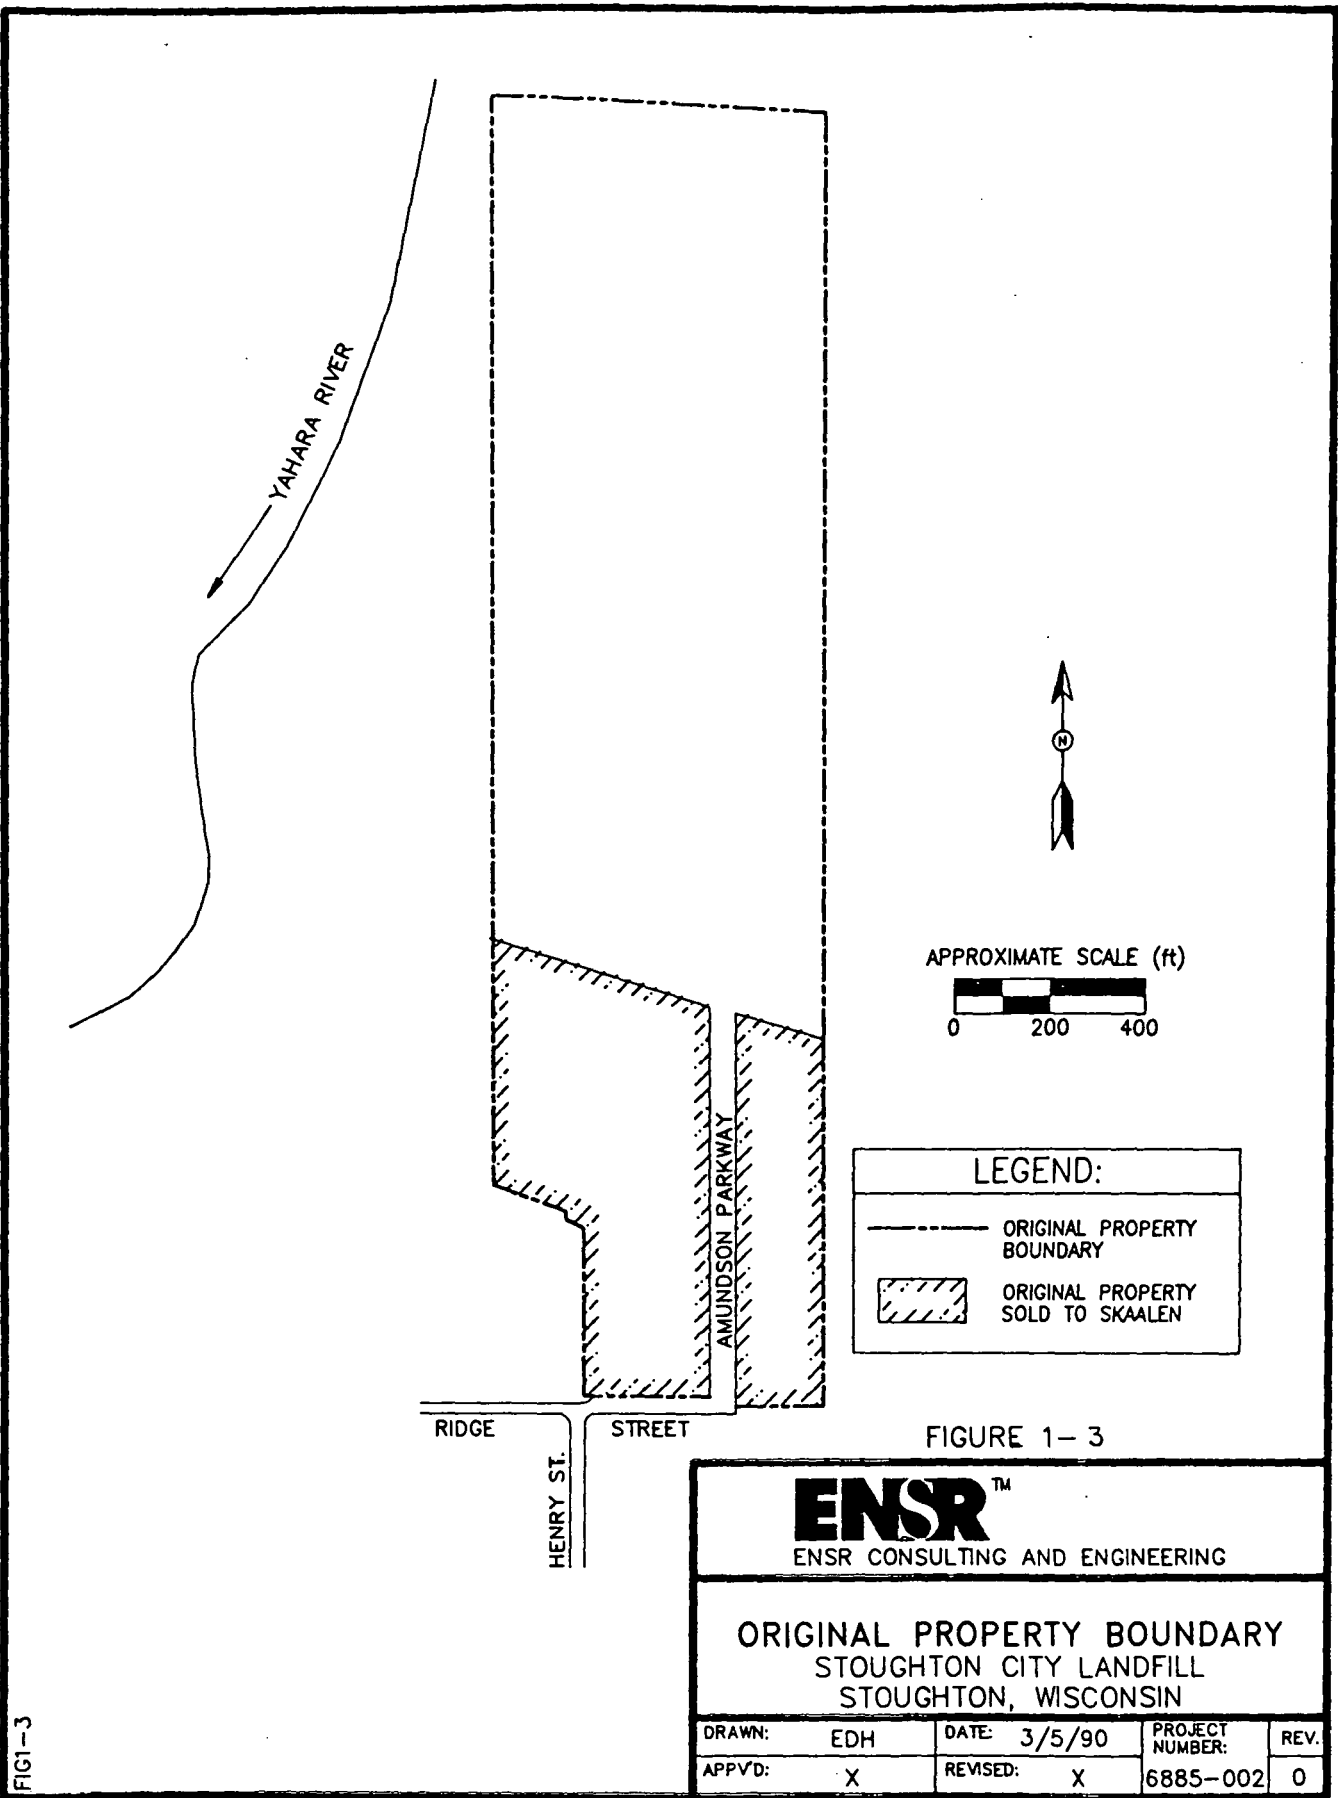 YAHARA RIVER
N
APPROXIMATE SCALE (ft)
0 200 400
AMUNDSON PARKWAY
LEGEND:
ORIGINAL PROPERTY
BOUNDARY
ORIGINAL PROPERTY
SOLD TO SKAALEN
RIDGE STREET
HENRY ST.
FIGURE 1-3
ENSR™
ENSR CONSULTING AND ENGINEERING
ORIGINAL PROPERTY BOUNDARY
STOUGHTON CITY LANDFILL
STOUGHTON, WISCONSIN
DRAWN: EDH DATE: 3/5/90 PROJECT NUMBER: REV.
APPV'D: X REVISED: X 6885-002 0
FIG1-3